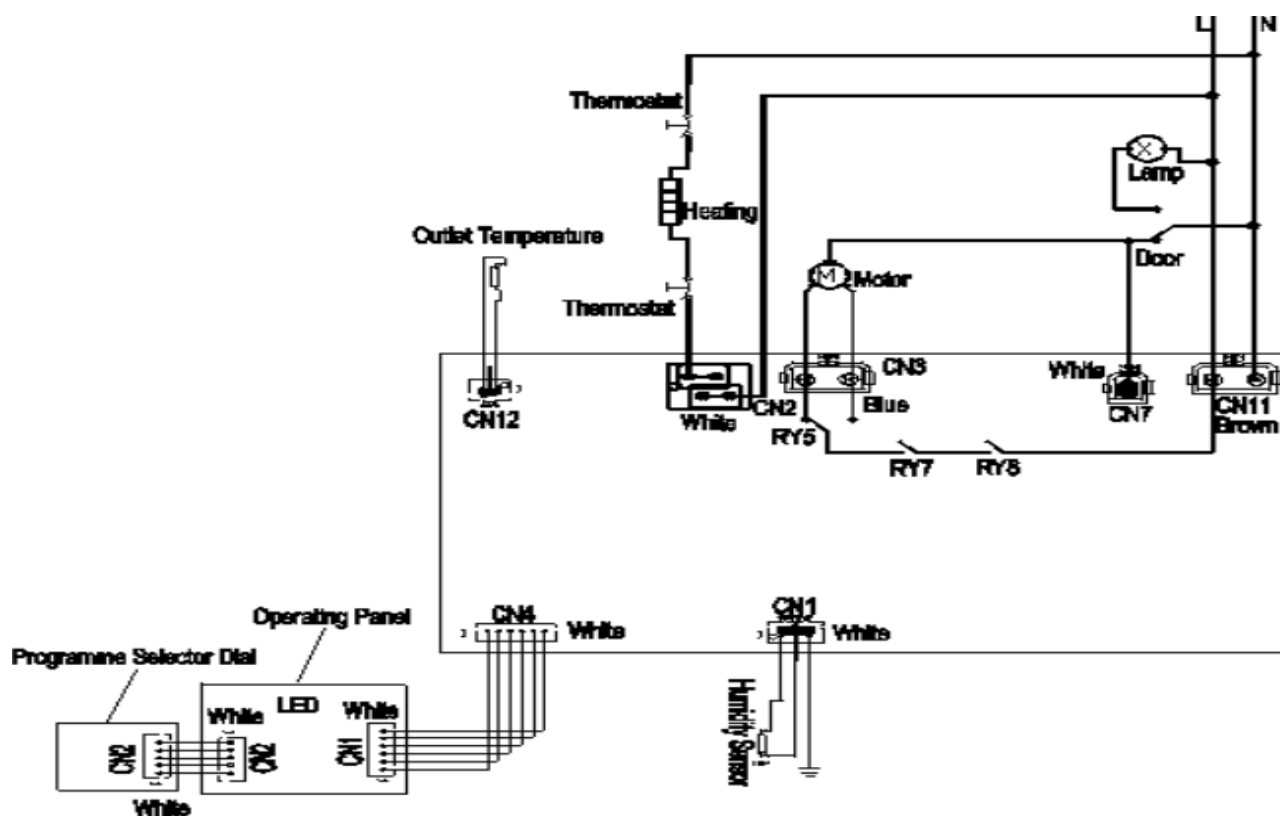 L N
Thermostat
Lamp
Heating
Outlet Temperature
Door
M Motor
Thermostat
CN3
White
CN12
White
CN2
Blue
CN7
CN11
Brown
RY5
RY7
RY8
Operating Panel
CN4
White
CN1
White
Programme Selector Dial
LED
White
White
CN2
CN2
CN1
White
Humidity Sensor